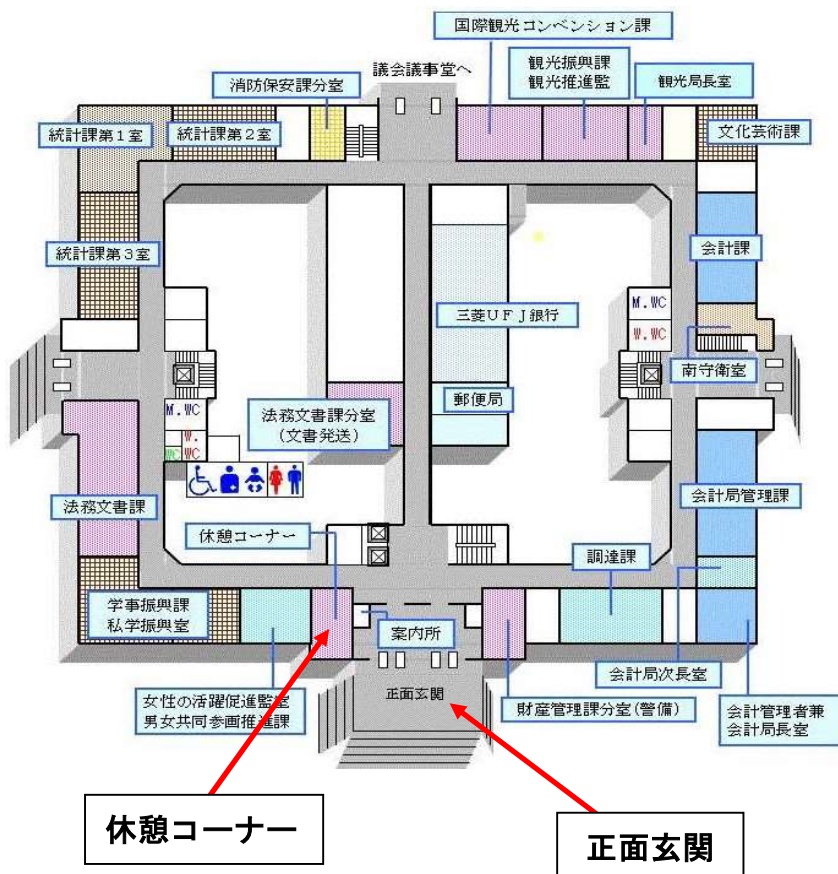 国際観光コンベンション課
議会議事堂へ
観光振興課
観光推進監
観光局長室
消防保安課分室
統計課第1室
統計課第2室
文化芸術課
統計課第3室
会計課
三菱UFJ銀行
M.WC
W.WC
南守衛室
郵便局
法務文書課分室
(文書発送)
M.WC
W.
WC
WC
法務文書課
会計局管理課
休憩コーナー
調達課
学事振興課
私学振興室
案内所
会計局次長室
女性の活躍促進監室
男女共同参画推進課
正面玄関
財産管理課分室(警備)
会計管理者兼
会計局長室
休憩コーナー
正面玄関